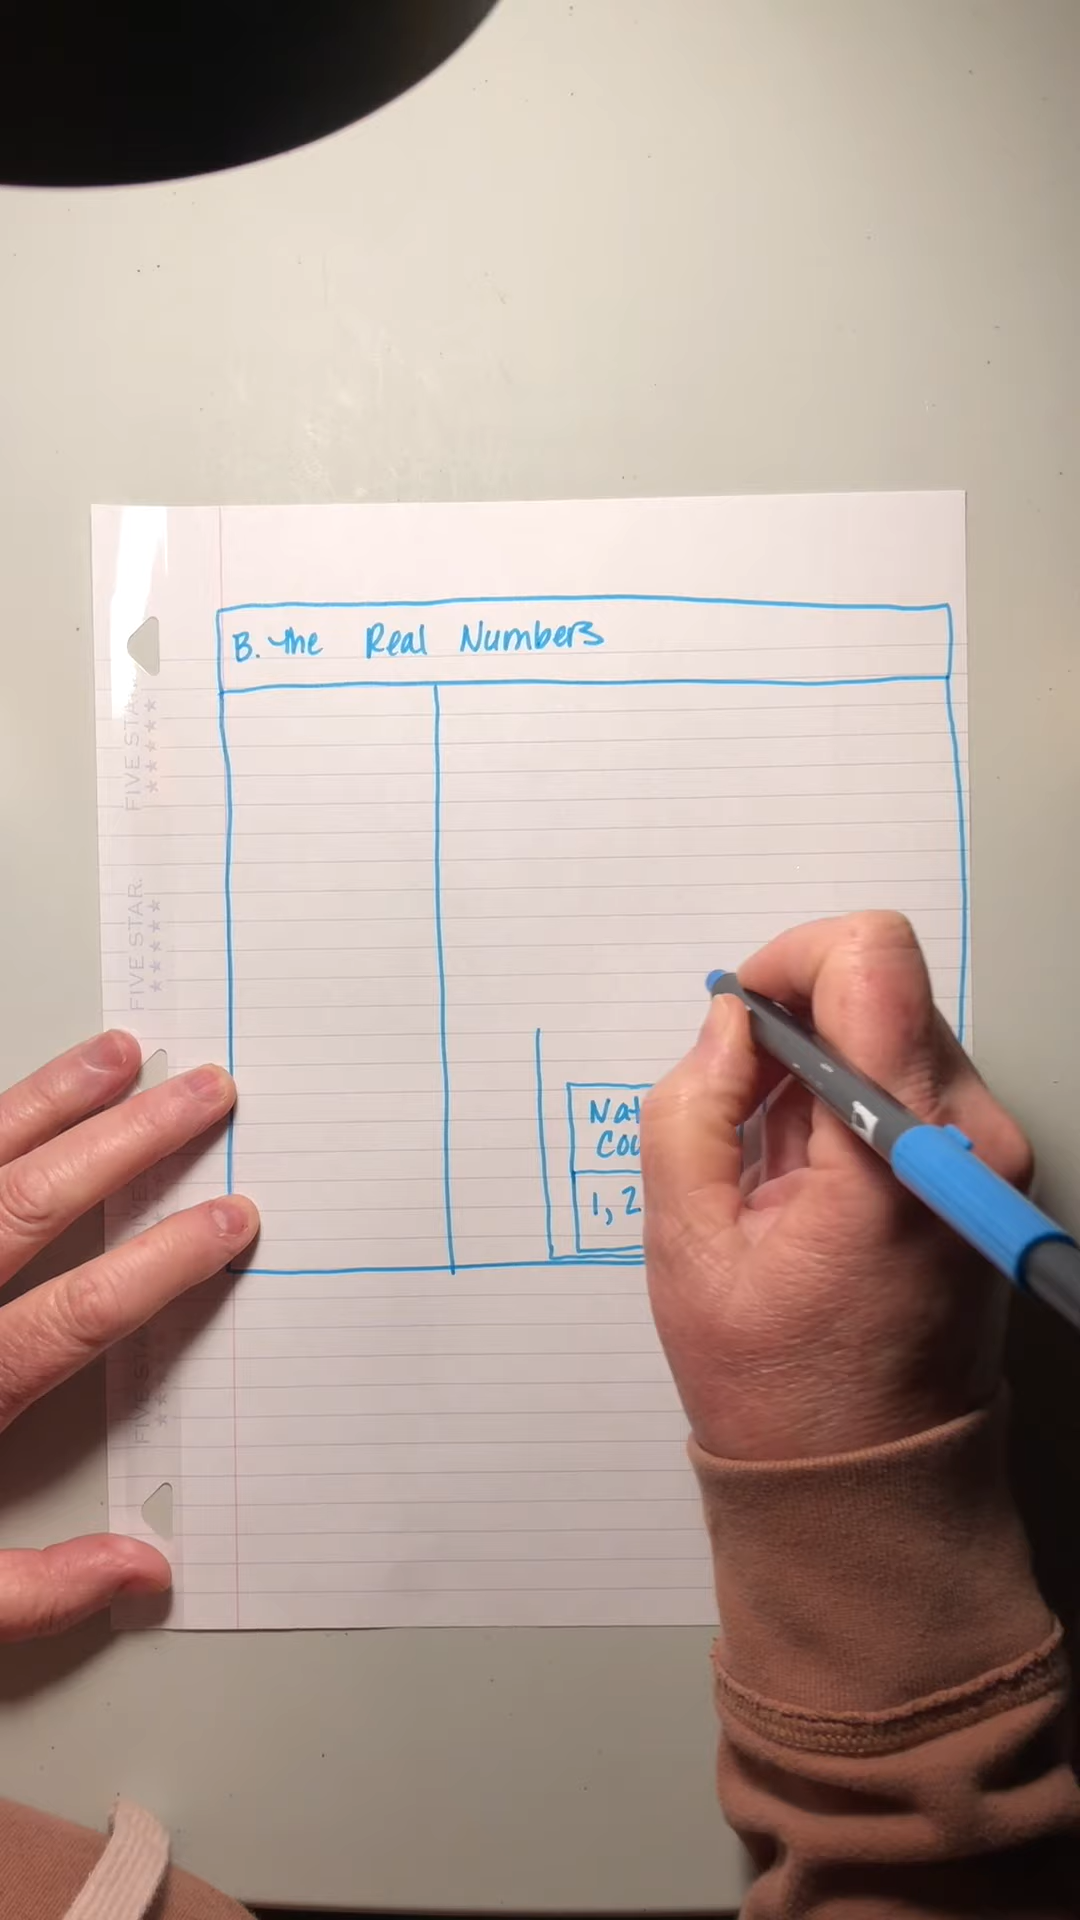 B. The Real Numbers
Nat
Cou
1, 2
FIVE STAR.
FIVE STAR.